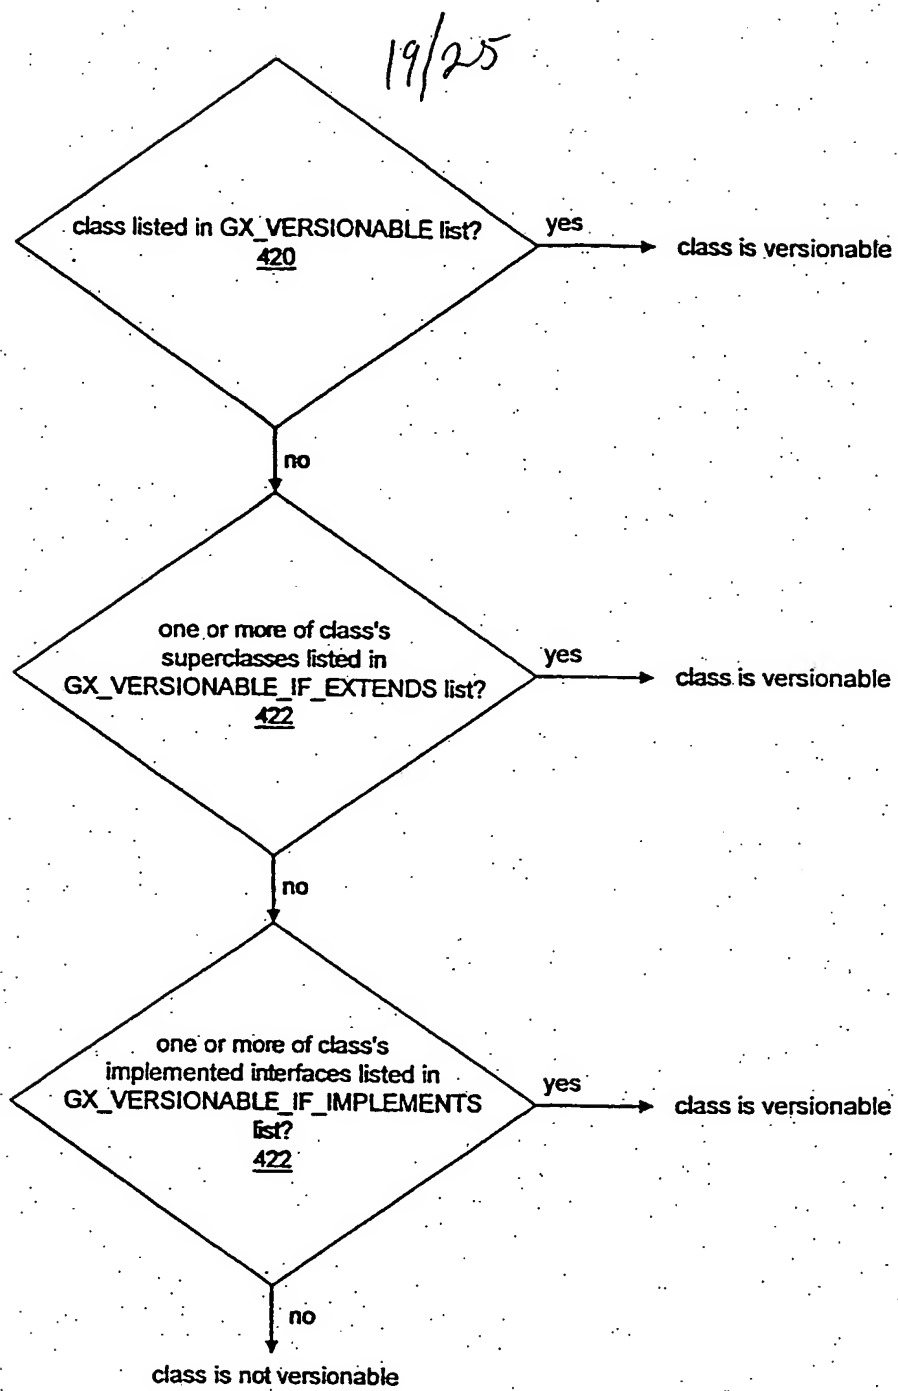 19/25
class listed in GX_VERSIONABLE list?
420
yes
class is versionable
no
one or more of class's
superclasses listed in
GX_VERSIONABLE_IF_EXTENDS list?
422
yes
class is versionable
no
one or more of class's
implemented interfaces listed in
GX_VERSIONABLE_IF_IMPLEMENTS
list?
422
yes
class is versionable
no
class is not versionable